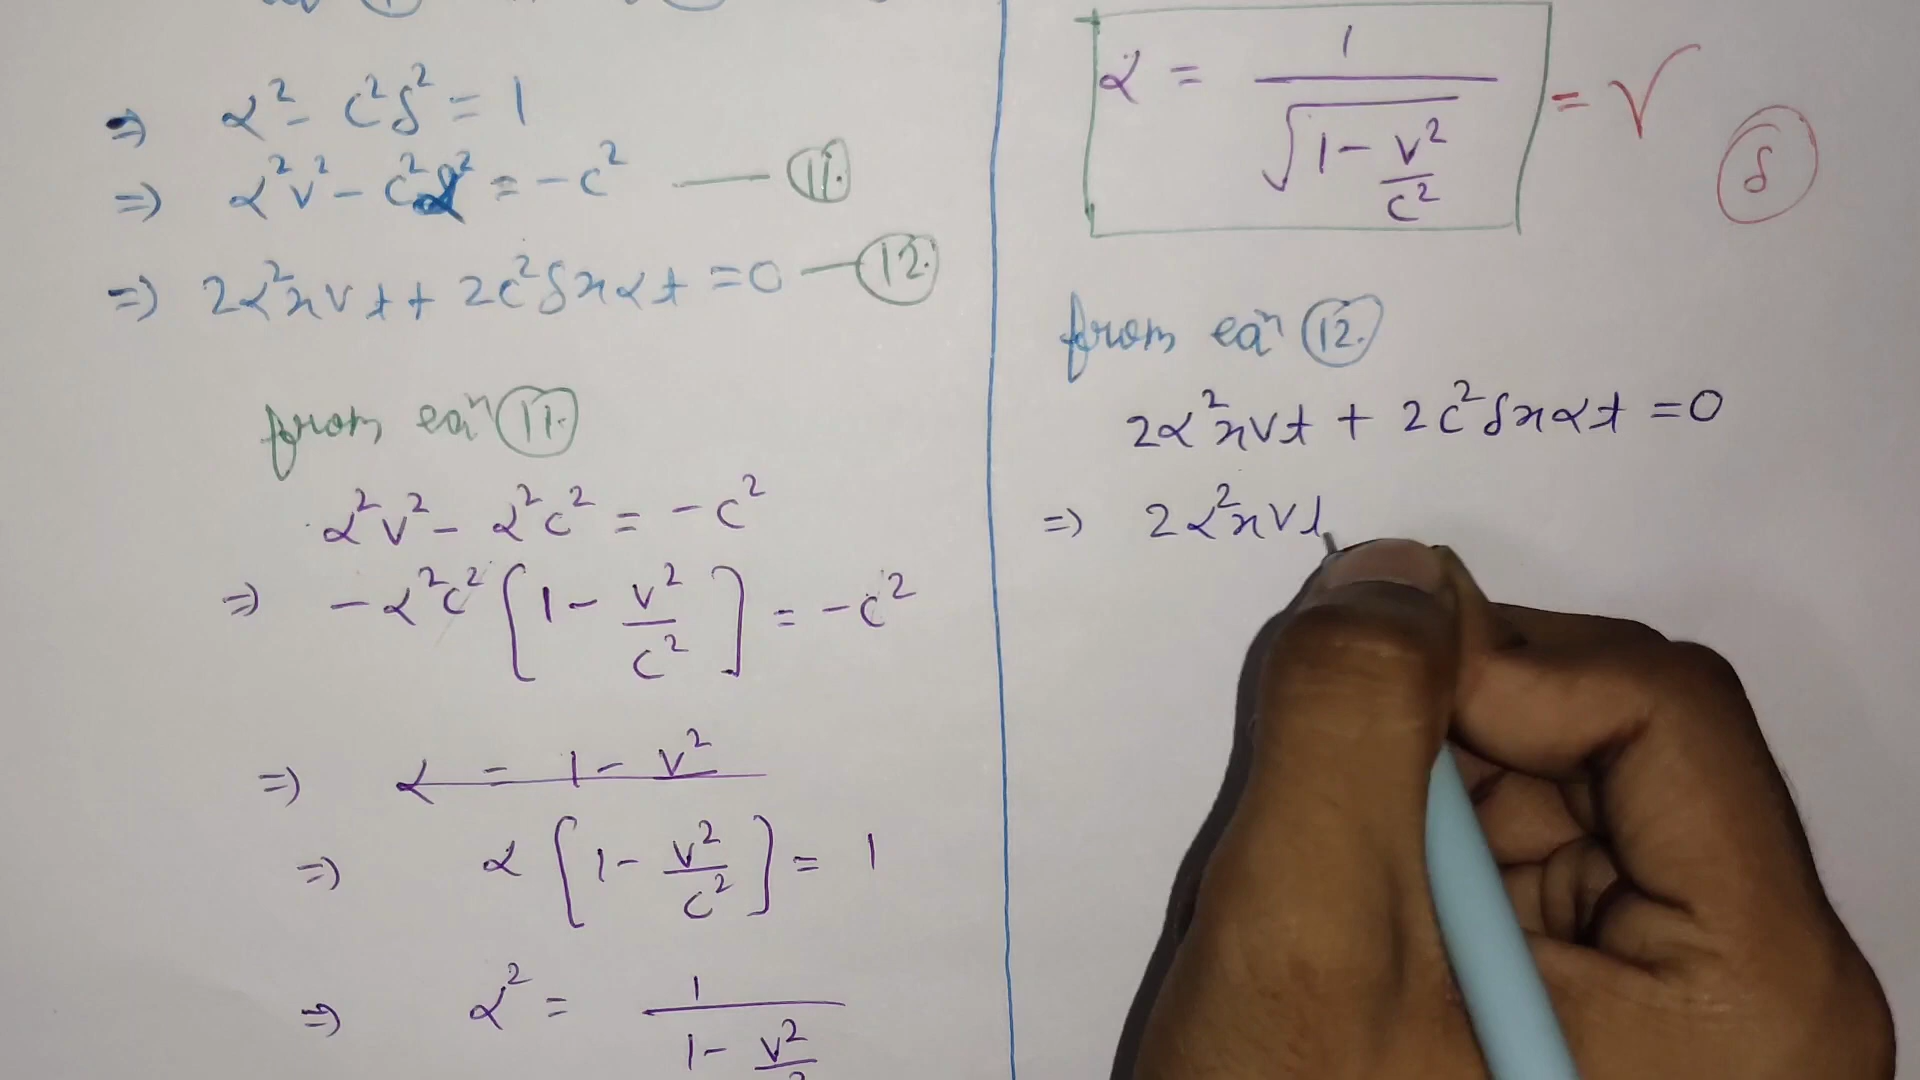 ⇒ α² - c²δ² = 1
⇒ α²v² - c²α² = -c² — 11.
⇒ 2α²xvt + 2c²δxαt = 0 — 12.
from eqⁿ 11.
α²v² - α²c² = -c²
⇒ -α²c² [1 - v²/c²] = -c²
⇒ α = 1 - v²
⇒ α [1 - v²/c²] = 1
⇒ α² = 1/(1 - v²/
α = 1/√(1 - v²/c²) = γ
δ
from eqⁿ 12.
2α²xvt + 2c²δxαt = 0
⇒ 2α²xvt